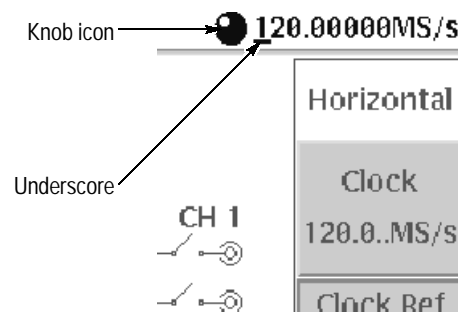 Knob icon
120.00000MS/s
Horizontal
Clock
Underscore
CH 1
120.0..MS/s
Clock Ref